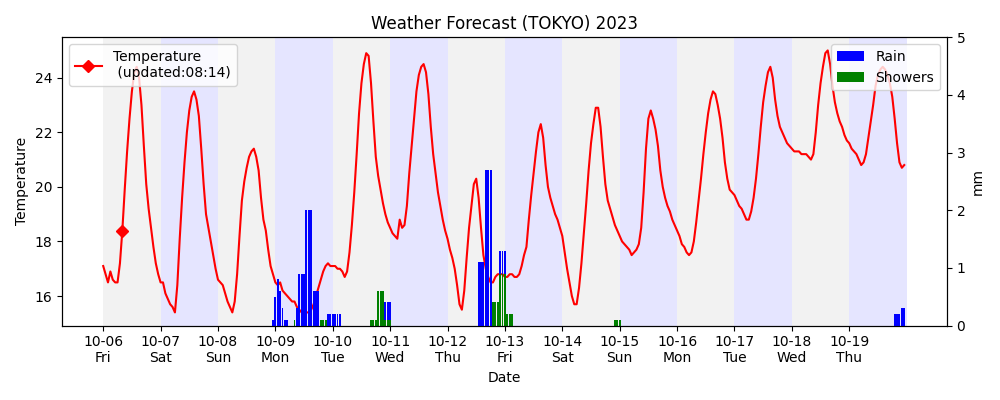 Weather Forecast (TOKYO) 2023
Temperature
(updated:08:14)
Rain
Showers
Temperature
24
22
20
18
16
5
4
3
2
1
0
mm
10-06 10-07 10-08 10-09 10-10 10-11 10-12 10-13 10-14 10-15 10-16 10-17 10-18 10-19
Fri Sat Sun Mon Tue Wed Thu Fri Sat Sun Mon Tue Wed Thu
Date